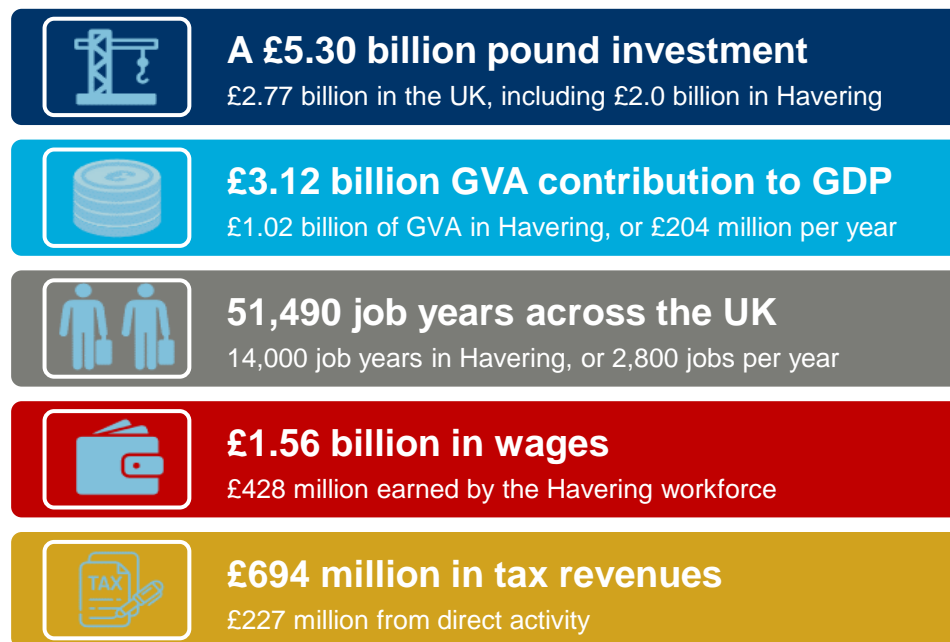 A £5.30 billion pound investment
£2.77 billion in the UK, including £2.0 billion in Havering
£3.12 billion GVA contribution to GDP
£1.02 billion of GVA in Havering, or £204 million per year
51,490 job years across the UK
14,000 job years in Havering, or 2,800 jobs per year
£1.56 billion in wages
£428 million earned by the Havering workforce
TAX
£694 million in tax revenues
£227 million from direct activity